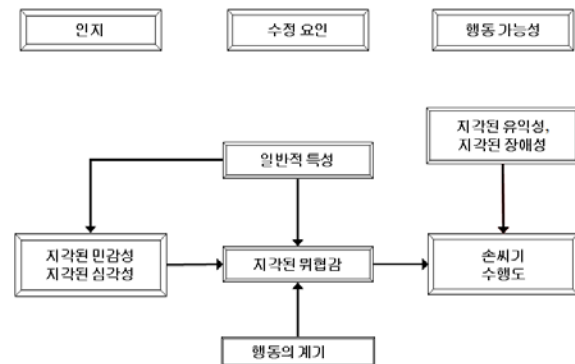 인지
수정 요인
행동 가능성
지각된 유익성,
지각된 장애성
일반적 특성
지각된 민감성
지각된 심각성
지각된 위협감
손씨기
수행도
행동의 계기